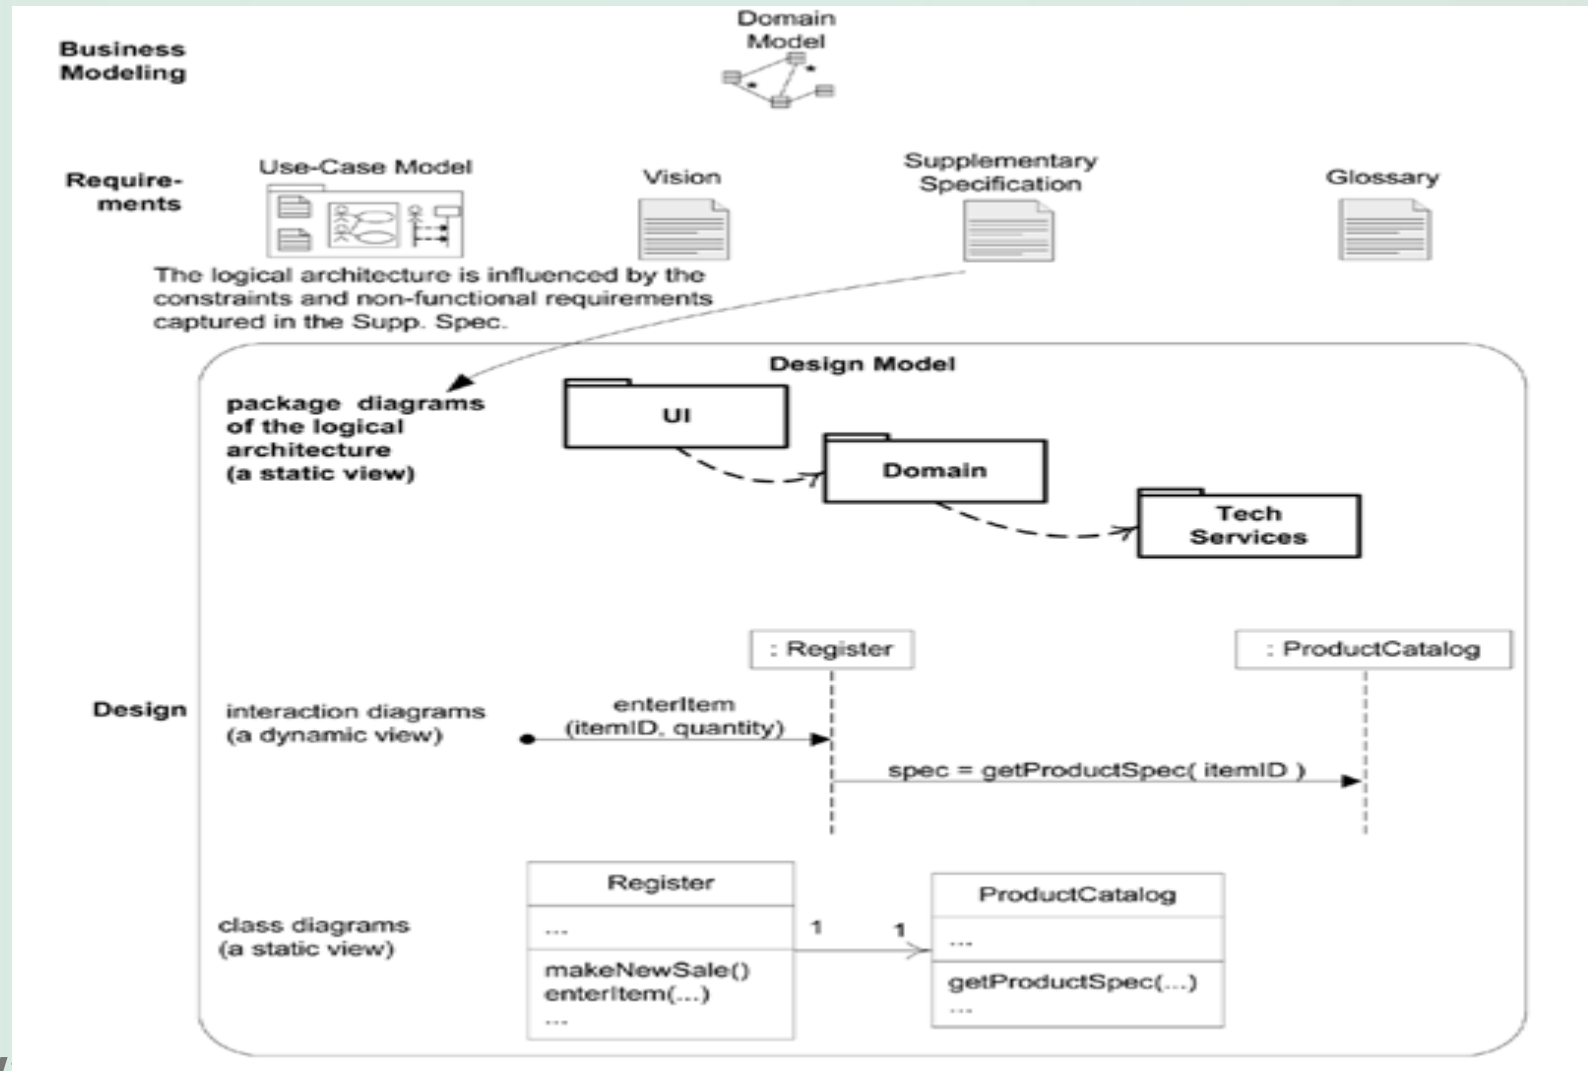 Business
Modeling
Domain
Model
*
*
Require-
ments
Use-Case Model
Vision
Supplementary
Specification
Glossary
The logical architecture is influenced by the
constraints and non-functional requirements
captured in the Supp. Spec.
Design Model
package diagrams
of the logical
architecture
(a static view)
UI
Domain
Tech
Services
Design
interaction diagrams
(a dynamic view)
: Register
: ProductCatalog
enterItem
(itemID, quantity)
spec = getProductSpec( itemID )
class diagrams
(a static view)
Register
...
makeNewSale()
enterItem(...)
...
1
1
ProductCatalog
...
getProductSpec(...)
...